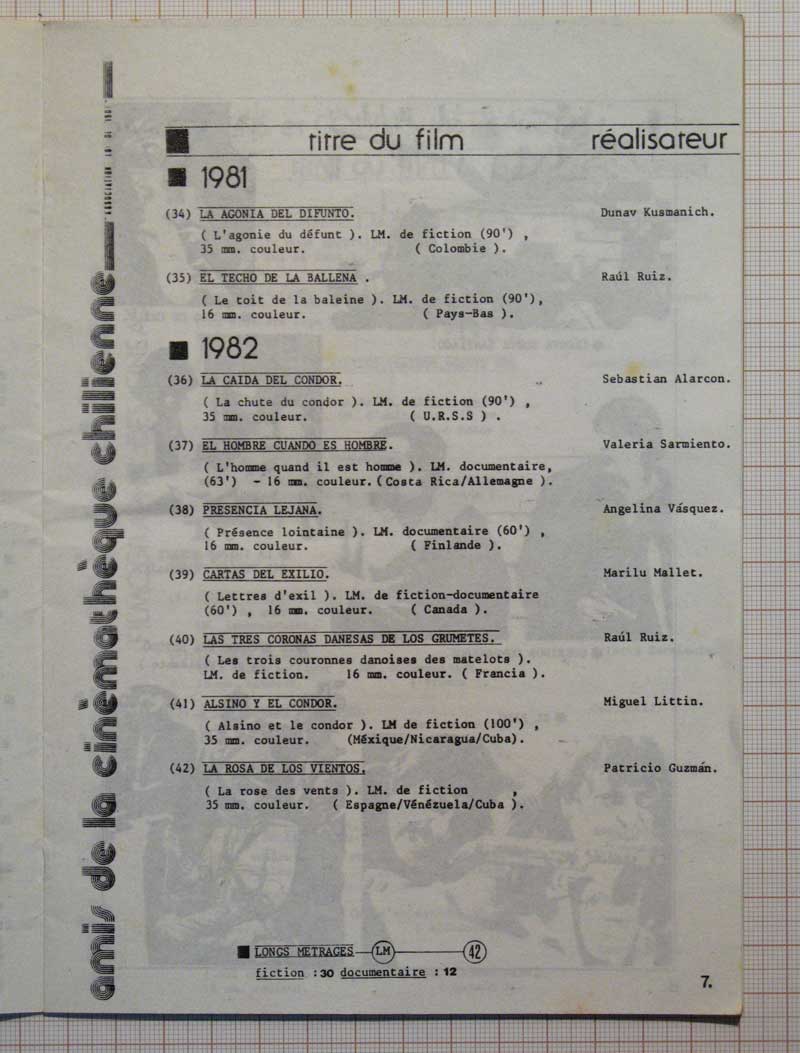 amis de la cinémathèque chilienne
titre du film réalisateur
1981
(34) LA AGONIA DEL DIFUNTO. Dunav Kusmanich.
( L'agonie du défunt ). LM. de fiction (90') ,
35 mm. couleur. ( Colombie ).
(35) EL TECHO DE LA BALLENA . Raúl Ruiz.
( Le toit de la baleine ). LM. de fiction (90'),
16 mm. couleur. ( Pays-Bas ).
1982
(36) LA CAIDA DEL CONDOR. Sebastian Alarcon.
( La chute du condor ). LM. de fiction (90') ,
35 mm. couleur. ( U.R.S.S ) .
(37) EL HOMBRE CUANDO ES HOMBRE. Valeria Sarmiento.
( L'homme quand il est homme ). LM. documentaire,
(63') - 16 mm. couleur. ( Costa Rica/Allemagne ).
(38) PRESENCIA LEJANA. Angelina Vásquez.
( Présence lointaine ). LM. documentaire (60') ,
16 mm. couleur. ( Finlande ).
(39) CARTAS DEL EXILIO. Marilu Mallet.
( Lettres d'exil ). LM. de fiction-documentaire
(60') , 16 mm. couleur. ( Canada ).
(40) LAS TRES CORONAS DANESAS DE LOS GRUMETES. Raúl Ruiz.
( Les trois couronnes danoises des matelots ).
LM. de fiction. 16 mm. couleur. ( Francia ).
(41) ALSINO Y EL CONDOR. Miguel Littin.
( Alsino et le condor ). LM de fiction (100') ,
35 mm. couleur. (Méxique/Nicaragua/Cuba).
(42) LA ROSA DE LOS VIENTOS. Patricio Guzmán.
( La rose des vents ). LM. de fiction ,
35 mm. couleur. ( Espagne/Vénézuela/Cuba ).
LONGS METRAGES LM 42
fiction : 30 documentaire : 12
7.